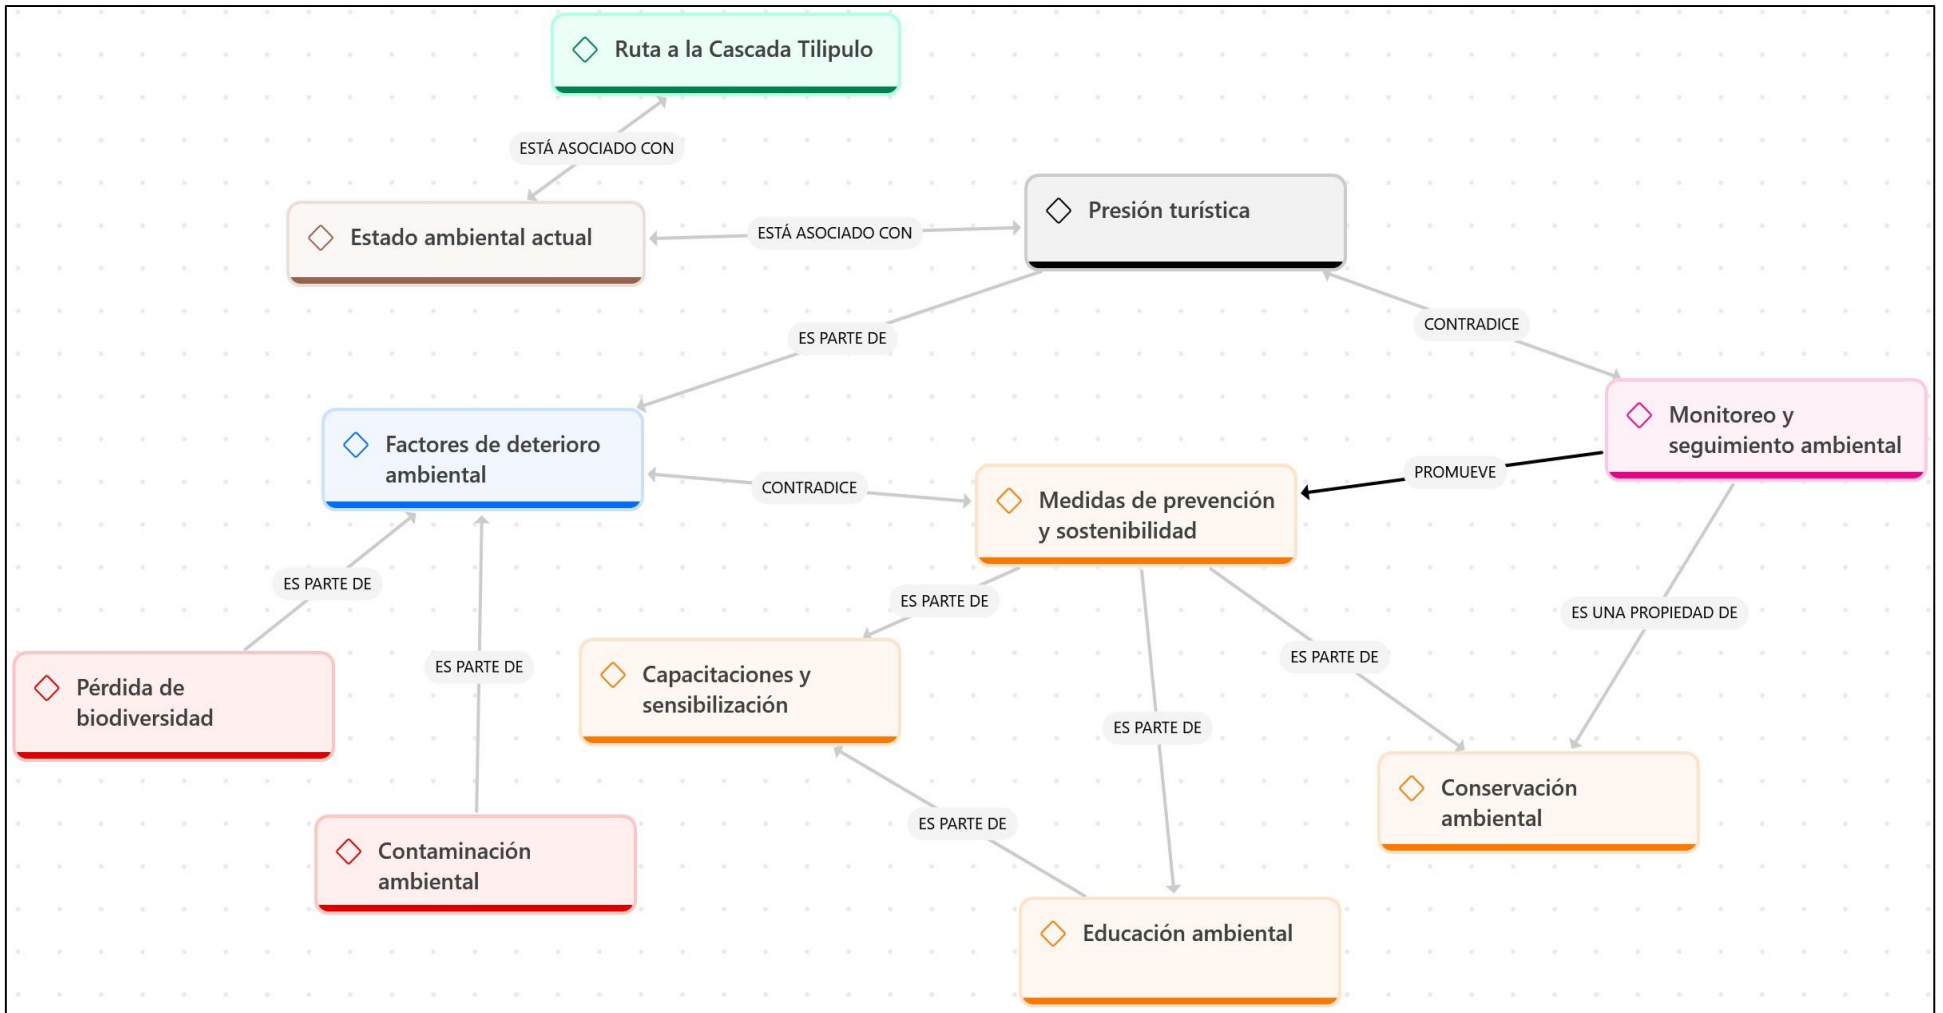 Ruta a la Cascada Tilipulo
ESTÁ ASOCIADO CON
Presión turística
Estado ambiental actual
ESTÁ ASOCIADO CON
CONTRADICE
ES PARTE DE
Monitoreo y
seguimiento ambiental
Factores de deterioro
ambiental
CONTRADICE
Medidas de prevención
y sostenibilidad
PROMUEVE
ES PARTE DE
ES PARTE DE
ES UNA PROPIEDAD DE
ES PARTE DE
ES PARTE DE
Pérdida de
biodiversidad
Capacitaciones y
sensibilización
ES PARTE DE
Conservación
ambiental
ES PARTE DE
Contaminación
ambiental
Educación ambiental